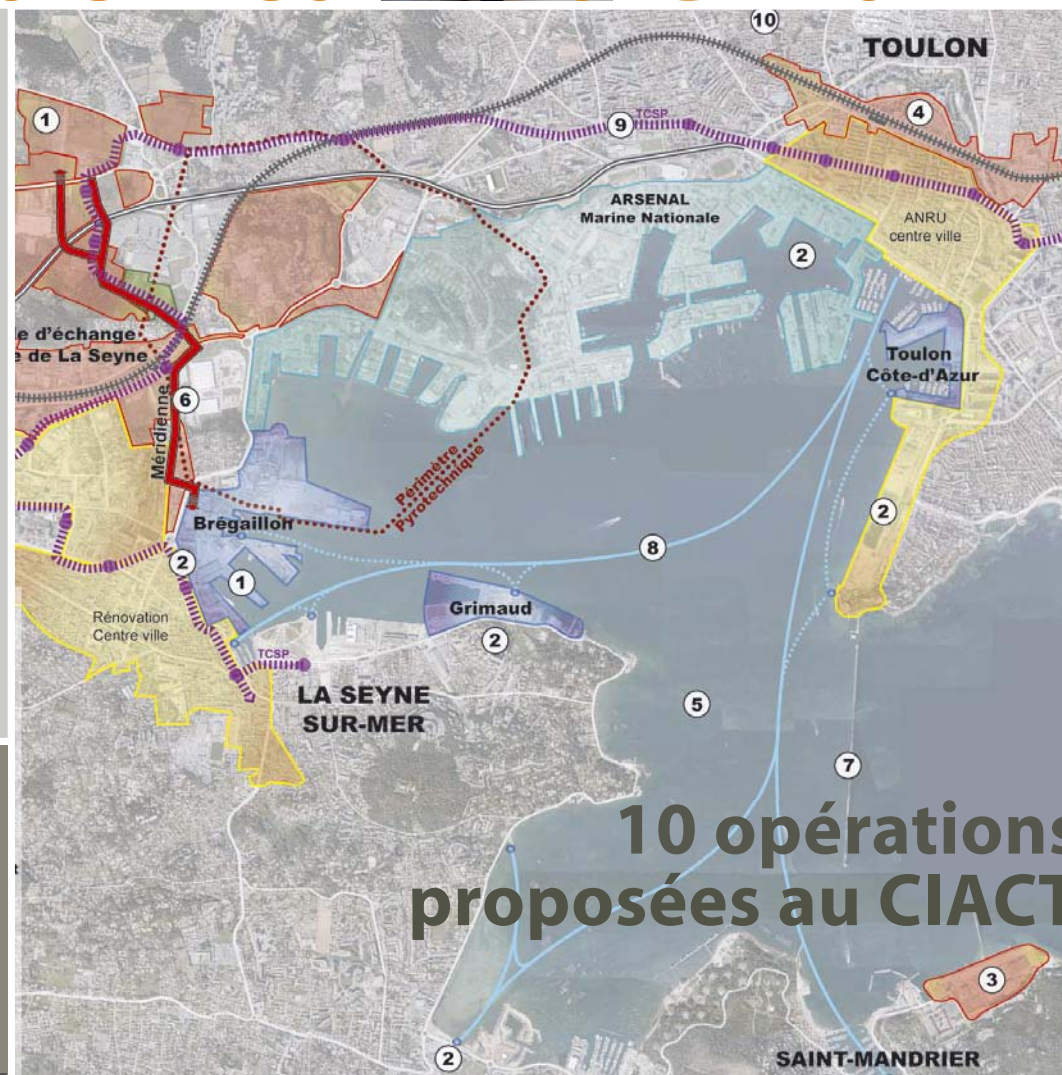 10
TOULON
1
4
9
TCSP
ARSENAL
Marine Nationale
ANRU
centre ville
2
e d'échange
e de La Seyne
Toulon
Côte-d'Azur
6
Méridienne
Périmètre
Pyrotechnique
2
Brégaillon
8
2
1
Grimaud
2
Rénovation
Centre ville
TCSP
LA SEYNE
SUR-MER
5
7
10 opérations
proposées au CIACT
3
2
SAINT-MANDRIER